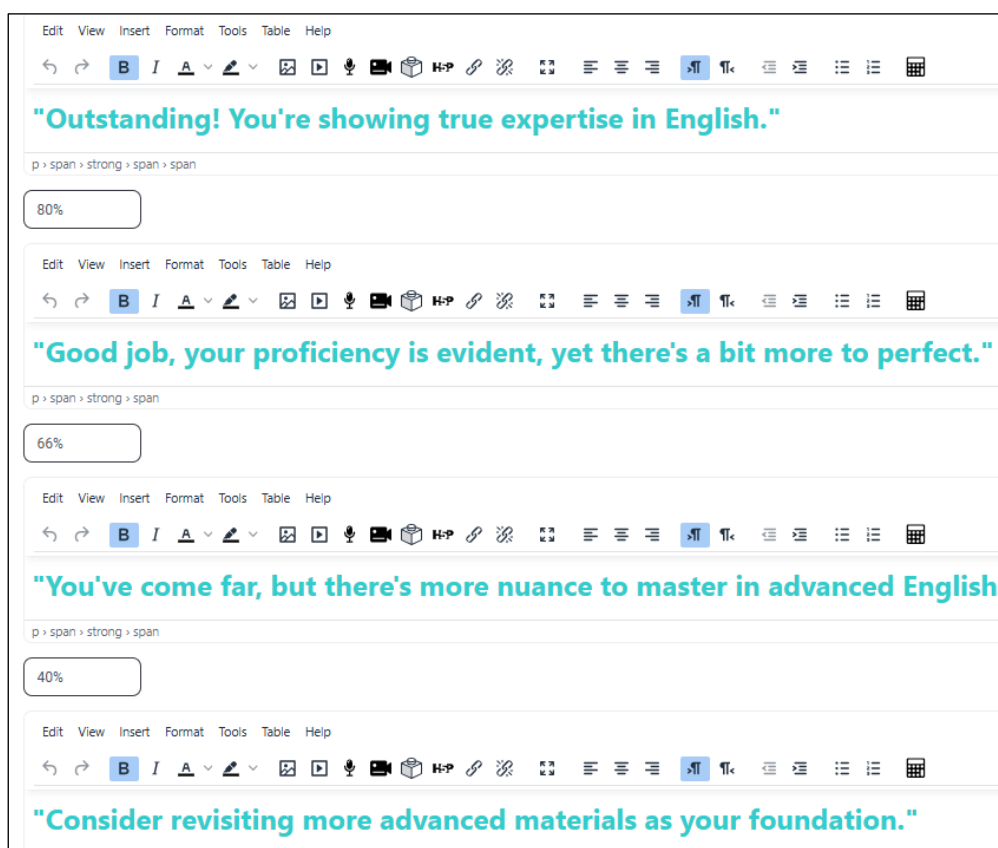 Edit View Insert Format Tools Table Help
B I A H-P
"Outstanding! You're showing true expertise in English."
p › span › strong › span › span
80%
Edit View Insert Format Tools Table Help
B I A H-P
"Good job, your proficiency is evident, yet there's a bit more to perfect."
p › span › strong › span
66%
Edit View Insert Format Tools Table Help
B I A H-P
"You've come far, but there's more nuance to master in advanced English
p › span › strong › span
40%
Edit View Insert Format Tools Table Help
B I A H-P
"Consider revisiting more advanced materials as your foundation."